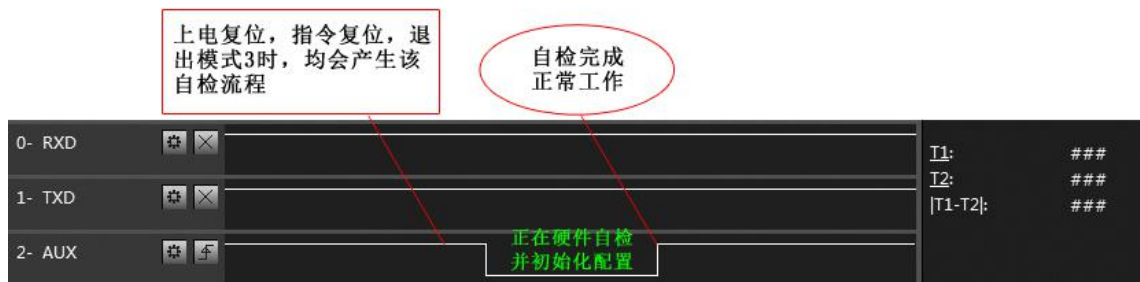 上电复位，指令复位，退
出模式3时，均会产生该
自检流程
自检完成
正常工作
0- RXD
1- TXD
2- AUX
正在硬件自检
并初始化配置
T1: ###
T2: ###
|T1-T2|: ###